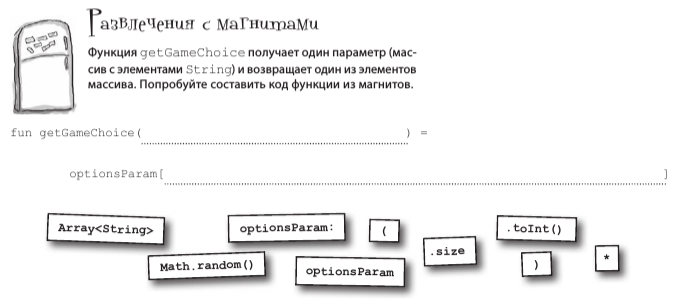 Развлечения с магнитами
Функция getGameChoice получает один параметр (мас-
сив с элементами String) и возвращает один из элементов
массива. Попробуйте составить код функции из магнитов.
fun getGameChoice( ) =
optionsParam[ ]
Array<String>
optionsParam:
(
.toInt()
Math.random()
optionsParam
.size
)
*